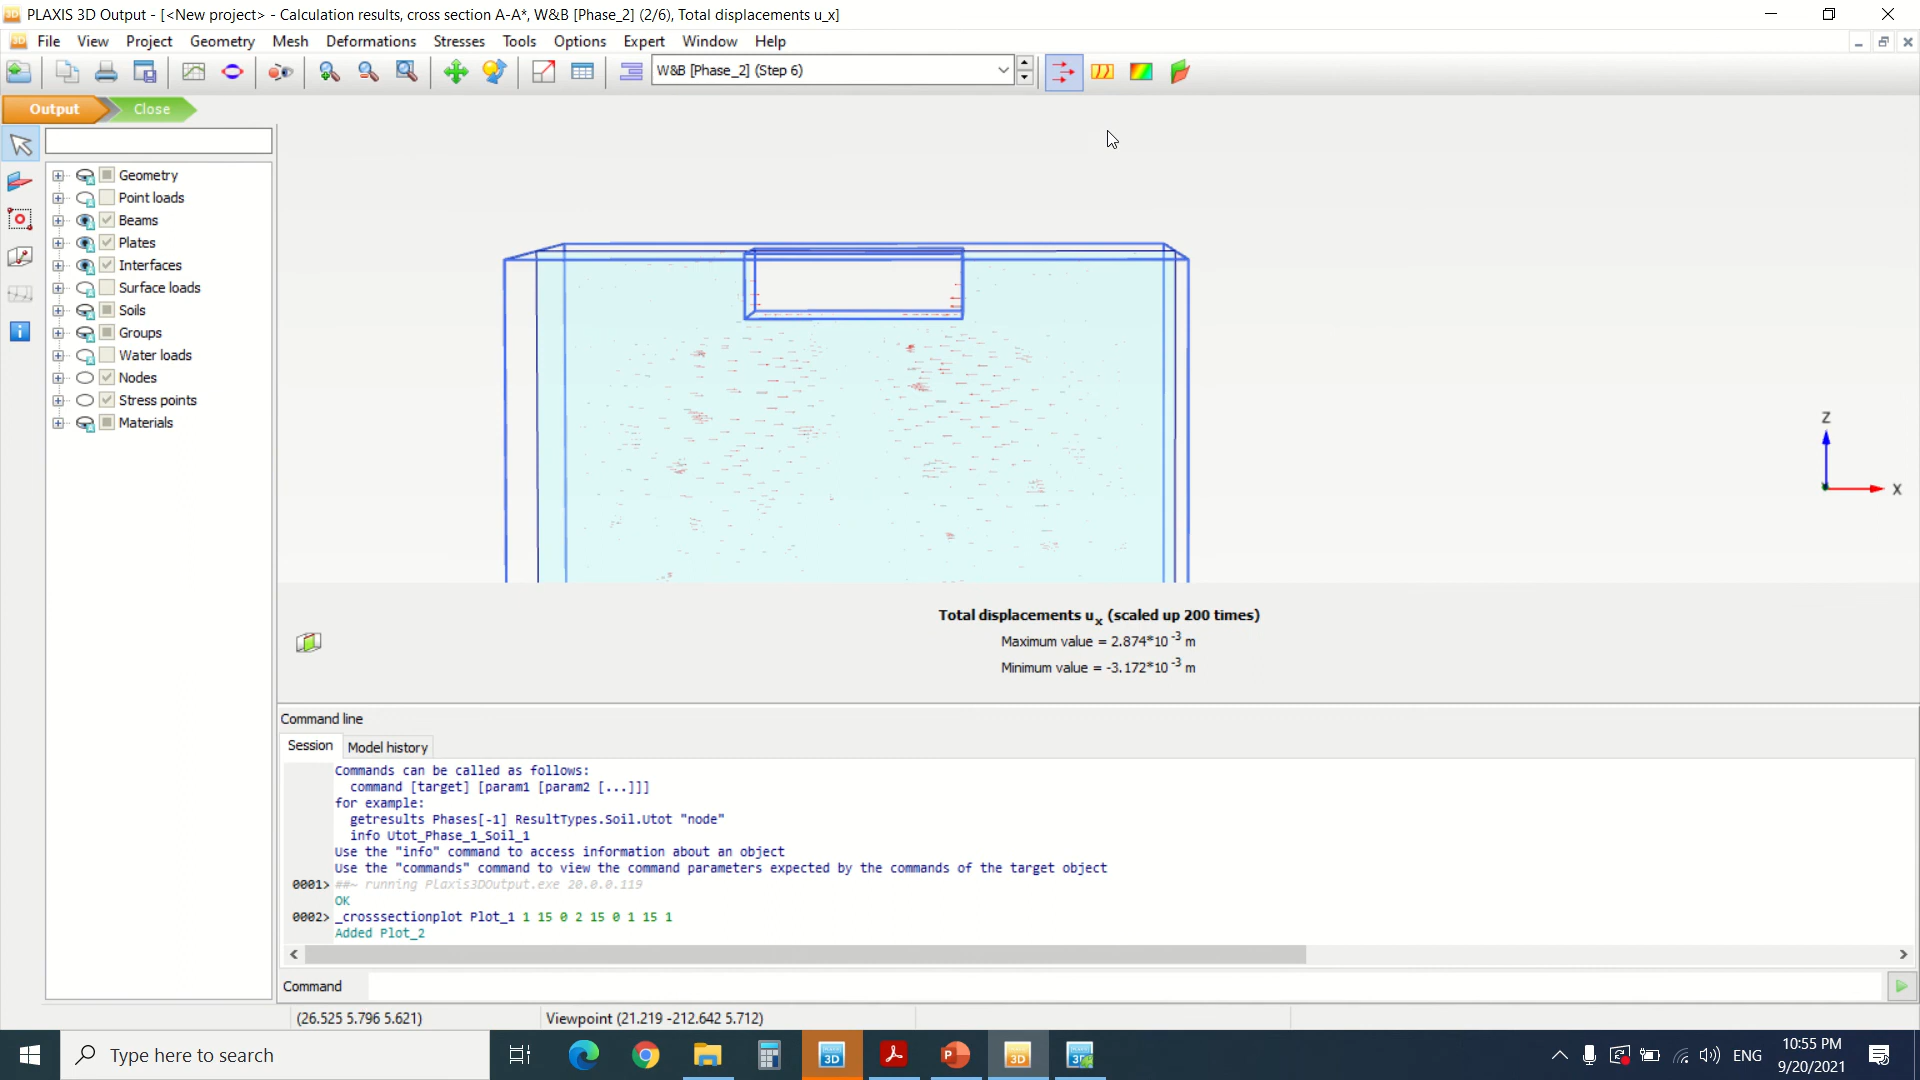 PLAXIS 3D Output - [<New project> - Calculation results, cross section A-A*, W&B [Phase_2] (2/6), Total displacements u_x]
File View Project Geometry Mesh Deformations Stresses Tools Options Expert Window Help
W&B [Phase_2] (Step 6)
Output Close
Geometry
Point loads
Beams
Plates
Interfaces
Surface loads
Soils
Groups
Water loads
Nodes
Stress points
Materials
Z
X
Total displacements ux (scaled up 200 times)
Maximum value = 2.874*10 -3 m
Minimum value = -3.172*10 -3 m
Command line
Session Model history
Commands can be called as follows:
command [target] [param1 [param2 [...]]]
for example:
getresults Phases[-1] ResultTypes.Soil.Utot "node"
info Utot_Phase_1_Soil_1
Use the "info" command to access information about an object
Use the "commands" command to view the command parameters expected by the commands of the target object
0001> ##~ running Plaxis3DOutput.exe 20.0.0.119
OK
0002> _crosssectionplot Plot_1 1 15 0 2 15 0 1 15 1
Added Plot_2
Command
(26.525 5.796 5.621) Viewpoint (21.219 -212.642 5.712)
Type here to search
ENG
10:55 PM
9/20/2021